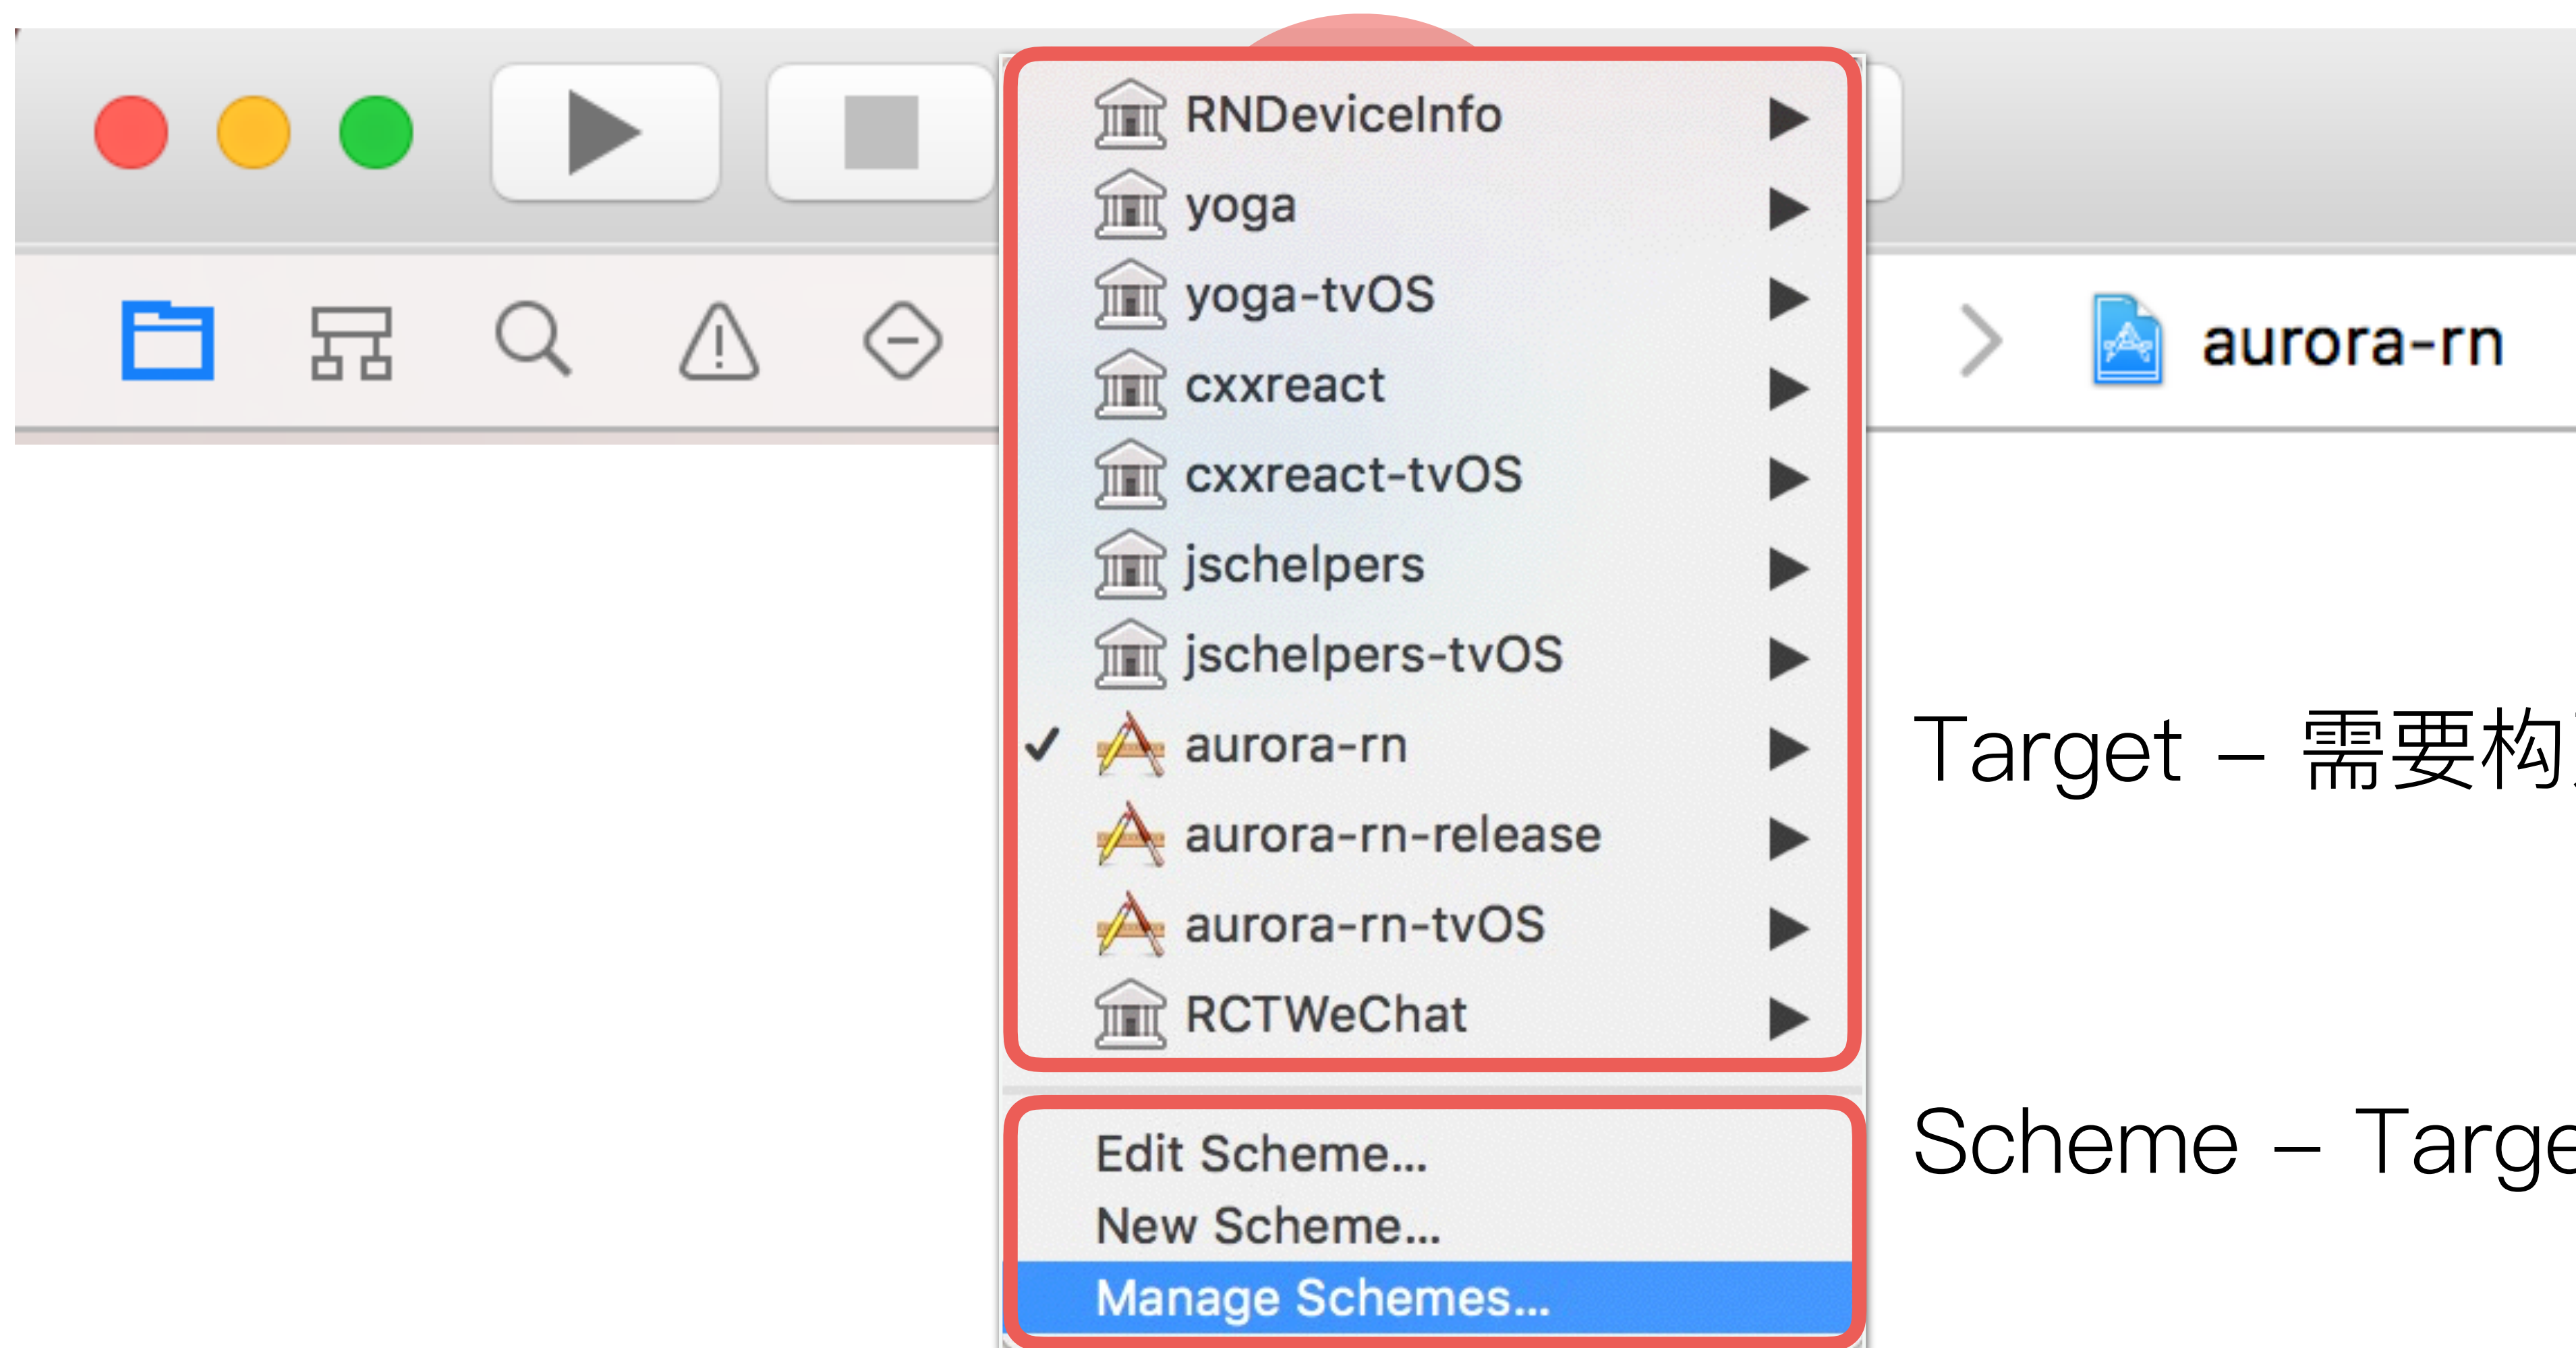 RNDeviceInfo
yoga
yoga-tvOS
cxxreact
cxxreact-tvOS
jschelpers
jschelpers-tvOS
aurora-rn
aurora-rn-release
aurora-rn-tvOS
RCTWeChat
Edit Scheme...
New Scheme...
Manage Schemes...
aurora-rn
Target – 需要构
Scheme –